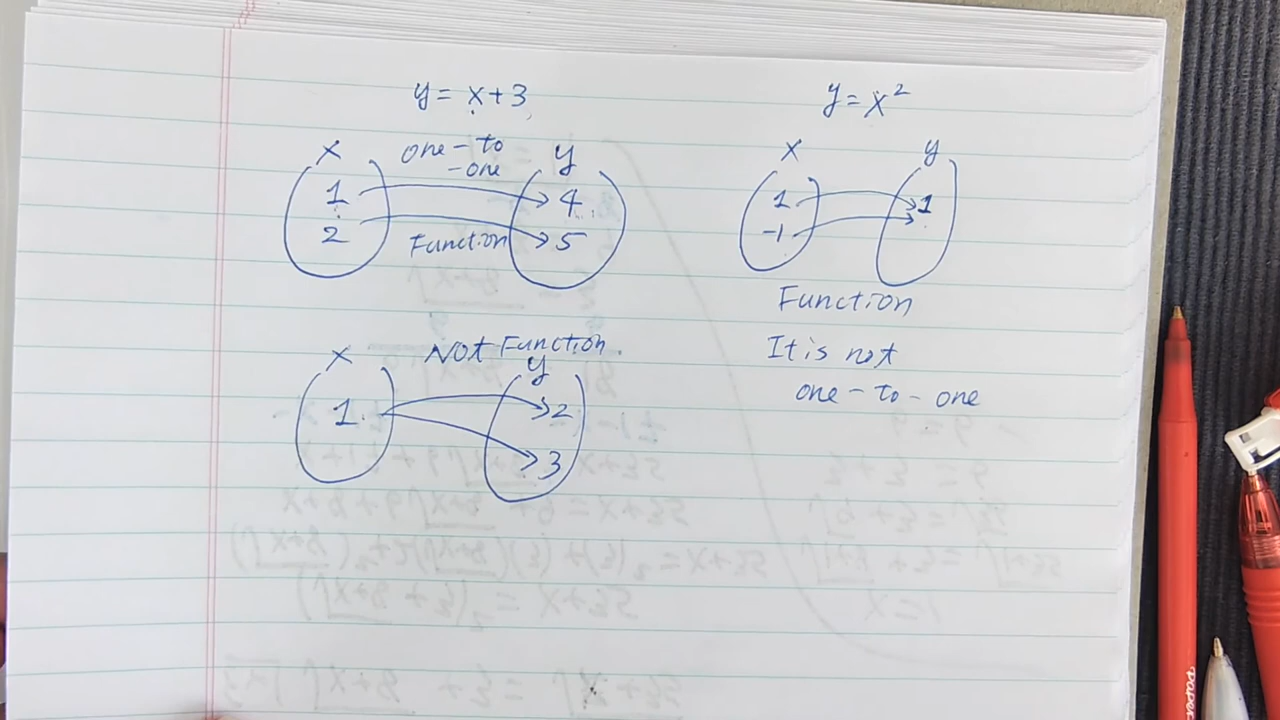 y = x + 3
one - to
- one
x
y
1
4
2
5
Function
y = x²
x
y
1
1
-1
Function
It is not
one - to - one
Not Function.
x
y
1
2
3